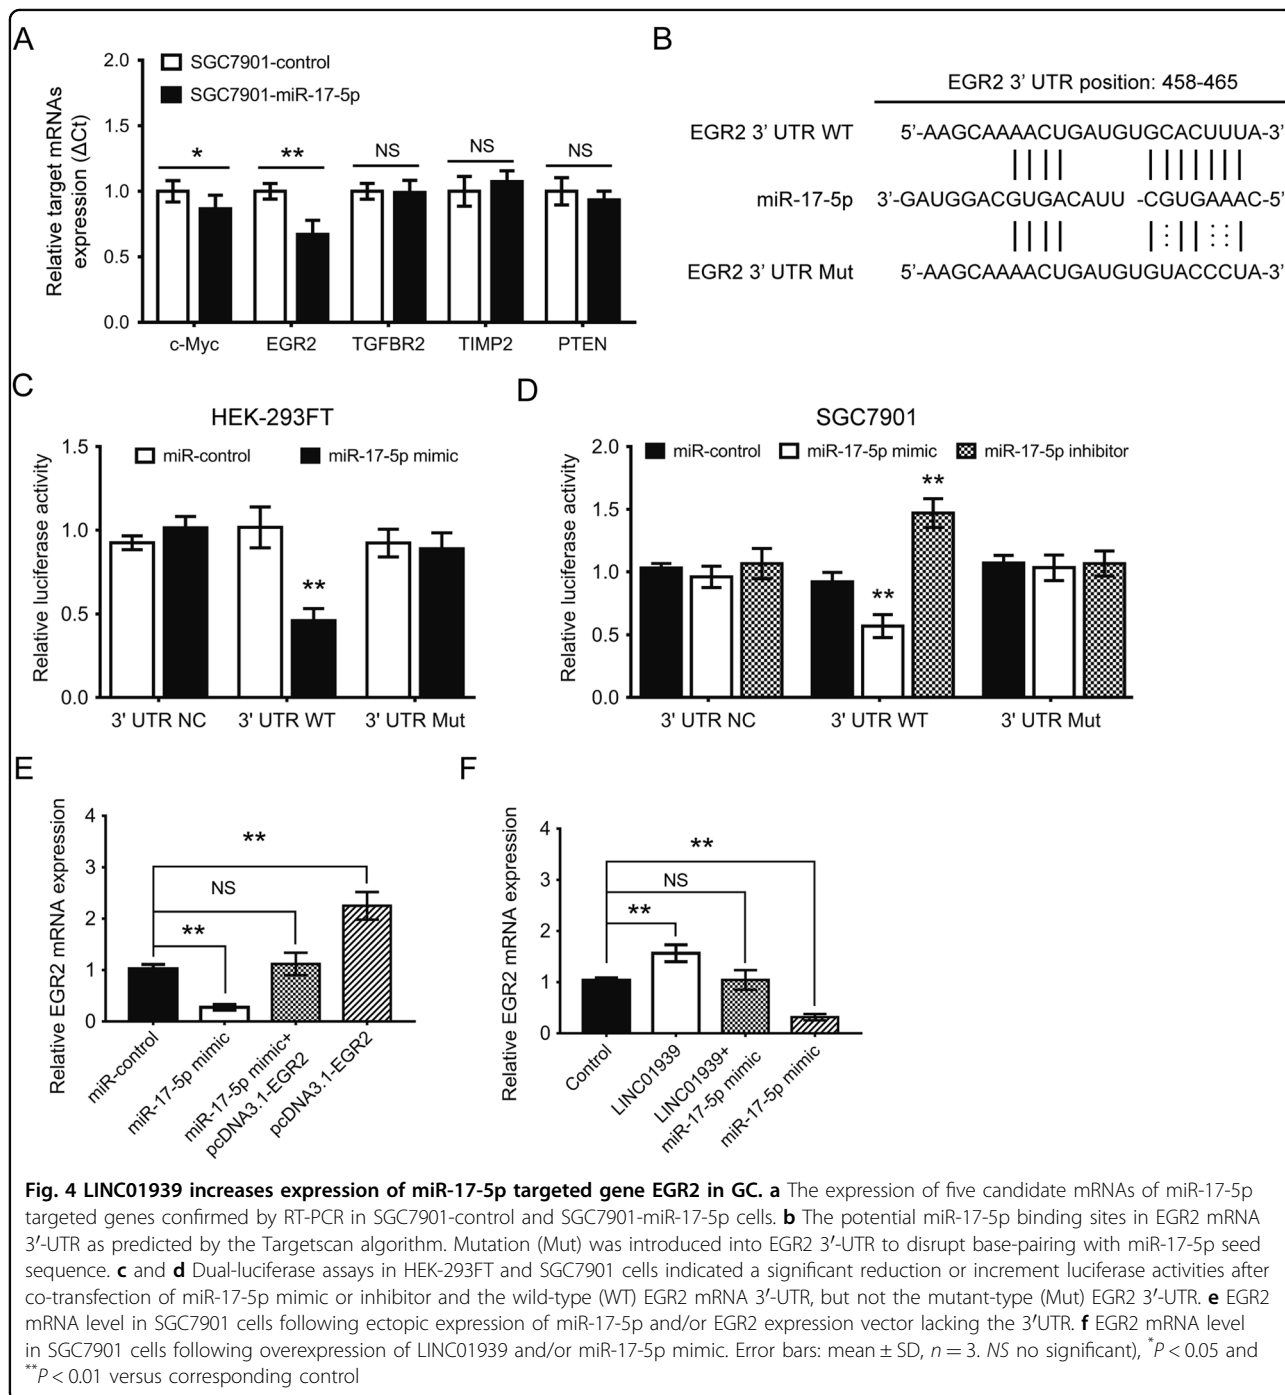 A
Relative target mRNAs
expression (ΔCt)
2.0
1.5
1.0
0.5
0.0
SGC7901-control
SGC7901-miR-17-5p
*
**
NS
NS
NS
c-Myc
EGR2
TGFBR2
TIMP2
PTEN
B
EGR2 3' UTR position: 458-465
EGR2 3' UTR WT 5'-AAGCAAAACUGAUGUGCACUUUA-3'
miR-17-5p 3'-GAUGGACGUGACAUU -CGUGAAAC-5'
EGR2 3' UTR Mut 5'-AAGCAAAACUGAUGUGUACCCUA-3'
C
HEK-293FT
Relative luciferase activity
1.5
1.0
0.5
0.0
miR-control
miR-17-5p mimic
**
3' UTR NC
3' UTR WT
3' UTR Mut
D
SGC7901
Relative luciferase activity
2.0
1.5
1.0
0.5
0.0
miR-control
miR-17-5p mimic
miR-17-5p inhibitor
**
**
3' UTR NC
3' UTR WT
3' UTR Mut
E
Relative EGR2 mRNA expression
4
3
2
1
0
**
NS
**
miR-control
miR-17-5p mimic
miR-17-5p mimic+
pcDNA3.1-EGR2
pcDNA3.1-EGR2
F
Relative EGR2 mRNA expression
4
3
2
1
0
**
NS
**
Control
LINC01939
LINC01939+
miR-17-5p mimic
miR-17-5p mimic
Fig. 4 LINC01939 increases expression of miR-17-5p targeted gene EGR2 in GC. a The expression of five candidate mRNAs of miR-17-5p
targeted genes confirmed by RT-PCR in SGC7901-control and SGC7901-miR-17-5p cells. b The potential miR-17-5p binding sites in EGR2 mRNA
3′-UTR as predicted by the Targetscan algorithm. Mutation (Mut) was introduced into EGR2 3′-UTR to disrupt base-pairing with miR-17-5p seed
sequence. c and d Dual-luciferase assays in HEK-293FT and SGC7901 cells indicated a significant reduction or increment luciferase activities after
co-transfection of miR-17-5p mimic or inhibitor and the wild-type (WT) EGR2 mRNA 3′-UTR, but not the mutant-type (Mut) EGR2 3′-UTR. e EGR2
mRNA level in SGC7901 cells following ectopic expression of miR-17-5p and/or EGR2 expression vector lacking the 3′UTR. f EGR2 mRNA level
in SGC7901 cells following overexpression of LINC01939 and/or miR-17-5p mimic. Error bars: mean ± SD, n = 3. NS no significant), *P < 0.05 and
**P < 0.01 versus corresponding control